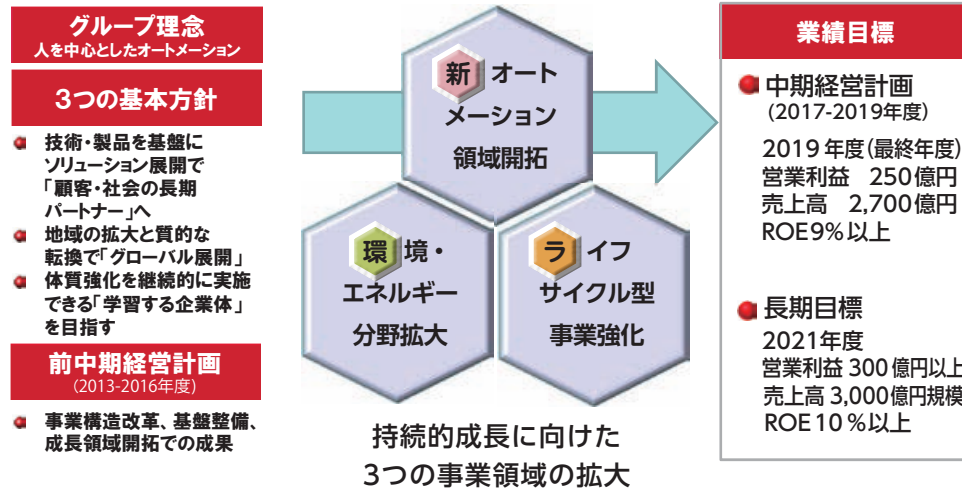 グループ理念
人を中心としたオートメーション
3つの基本方針
技術・製品を基盤に
ソリューション展開で
「顧客・社会の長期
パートナー」へ
地域の拡大と質的な
転換で「グローバル展開」
体質強化を継続的に実施
できる「学習する企業体」
を目指す
前中期経営計画
(2013-2016年度)
事業構造改革、基盤整備、
成長領域開拓での成果
新 オート
メーション
領域開拓
環 境・
エネルギー
分野拡大
ラ イフ
サイクル型
事業強化
持続的成長に向けた
3つの事業領域の拡大
業績目標
中期経営計画
(2017-2019年度)
2019年度(最終年度)
営業利益 250億円
売上高 2,700億円
ROE9%以上
長期目標
2021年度
営業利益 300億円以上
売上高 3,000億円規模
ROE10%以上